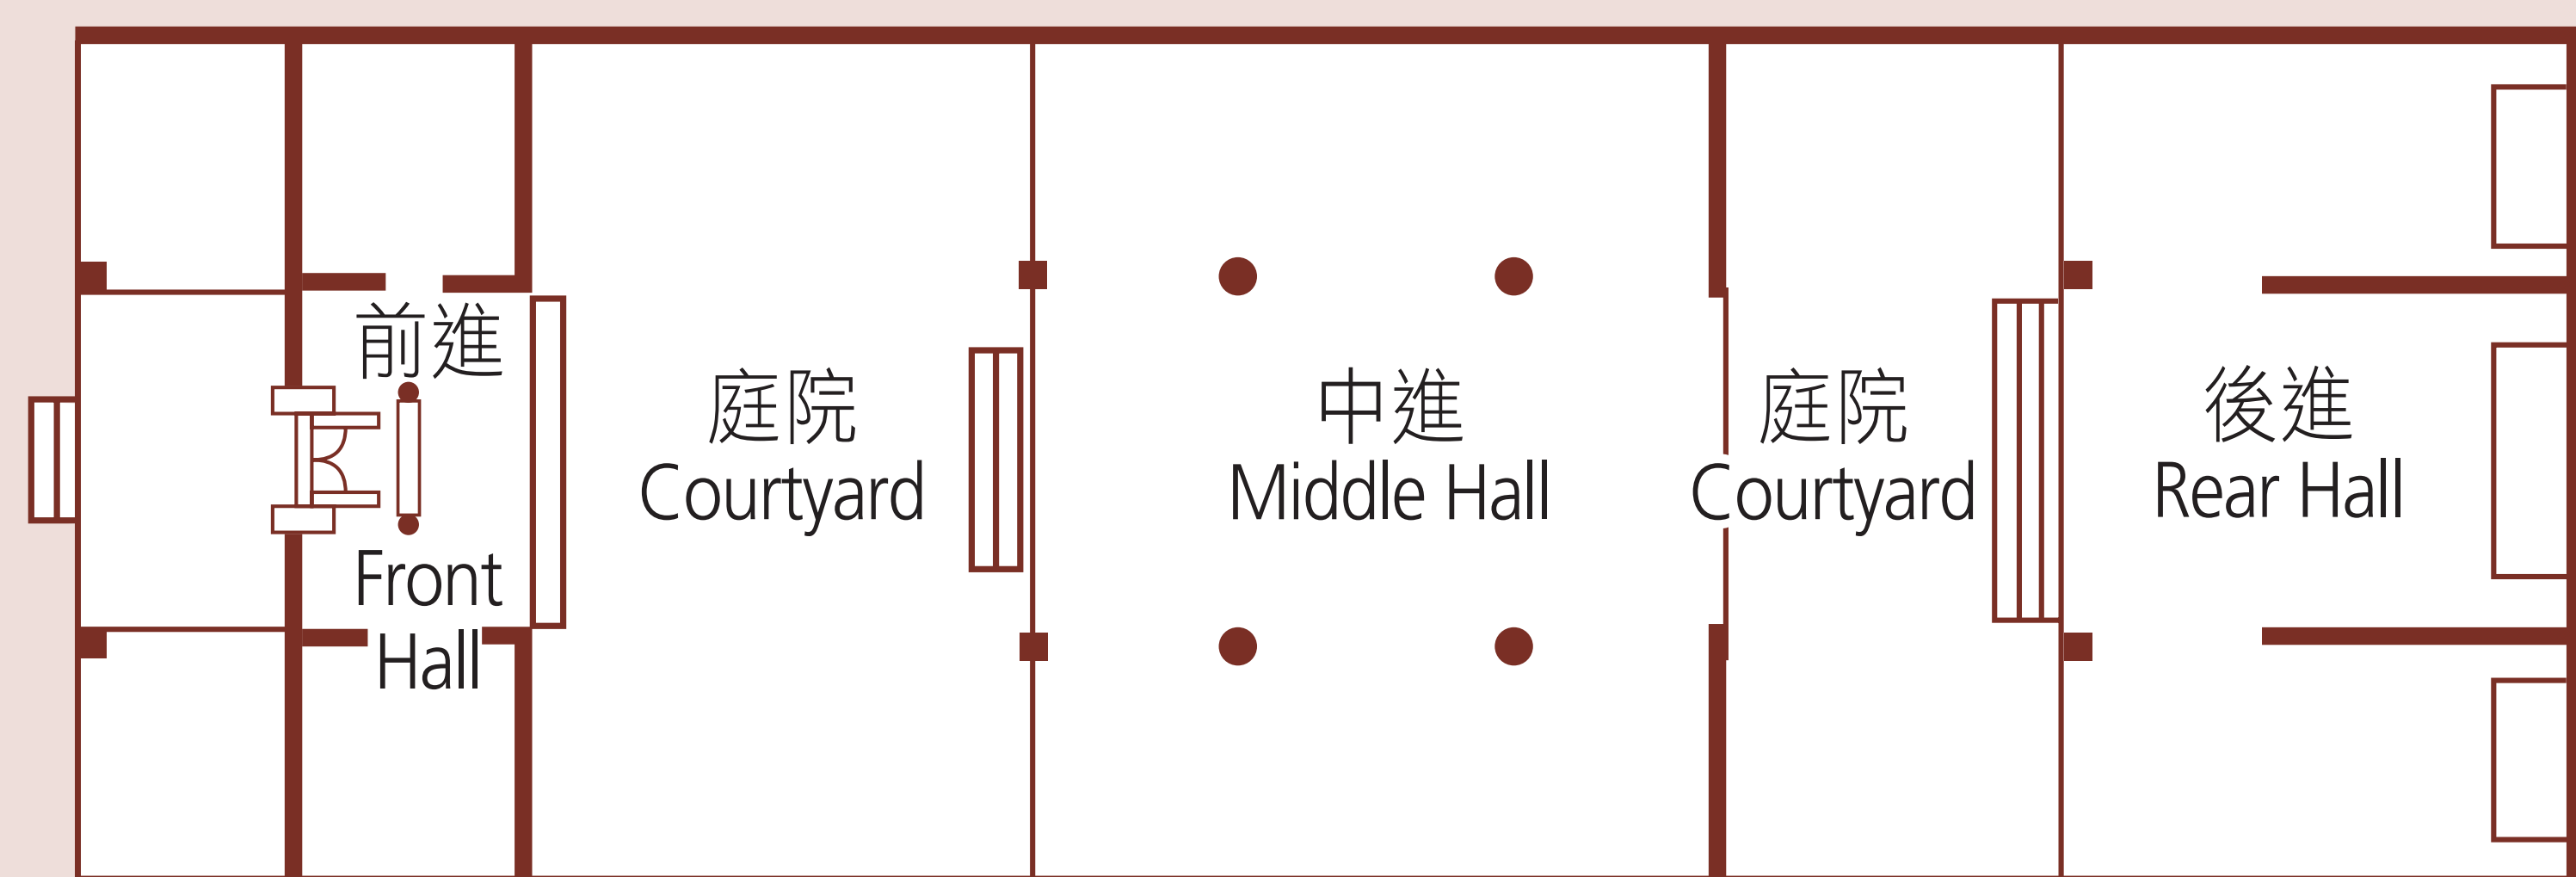 前進
Front
Hall
庭院
Courtyard
中進
Middle Hall
庭院
Courtyard
後進
Rear Hall